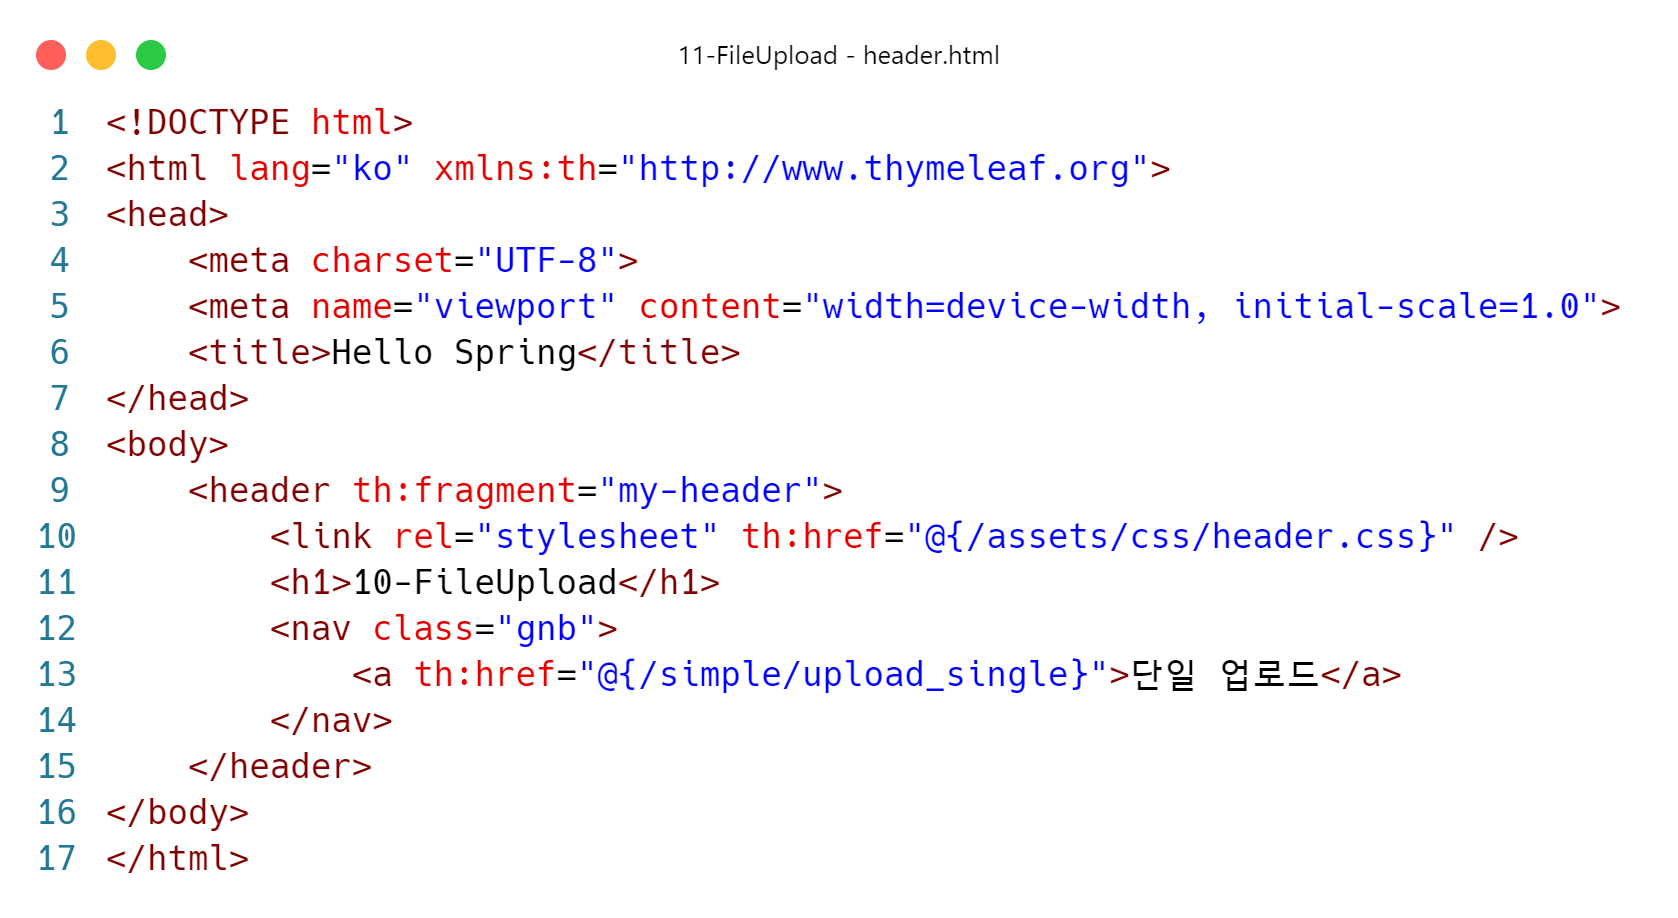 11-FileUpload - header.html
1 <!DOCTYPE html>
2 <html lang="ko" xmlns:th="http://www.thymeleaf.org">
3 <head>
4     <meta charset="UTF-8">
5     <meta name="viewport" content="width=device-width, initial-scale=1.0">
6     <title>Hello Spring</title>
7 </head>
8 <body>
9     <header th:fragment="my-header">
10         <link rel="stylesheet" th:href="@{/assets/css/header.css}" />
11         <h1>10-FileUpload</h1>
12         <nav class="gnb">
13             <a th:href="@{/simple/upload_single}">단일 업로드</a>
14         </nav>
15     </header>
16 </body>
17 </html>